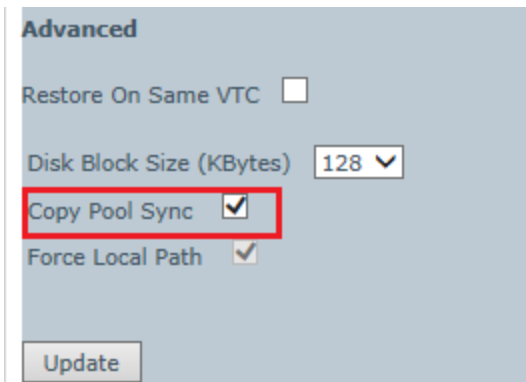 Advanced
Restore On Same VTC
Disk Block Size (KBytes) 128
Copy Pool Sync
Force Local Path
Update